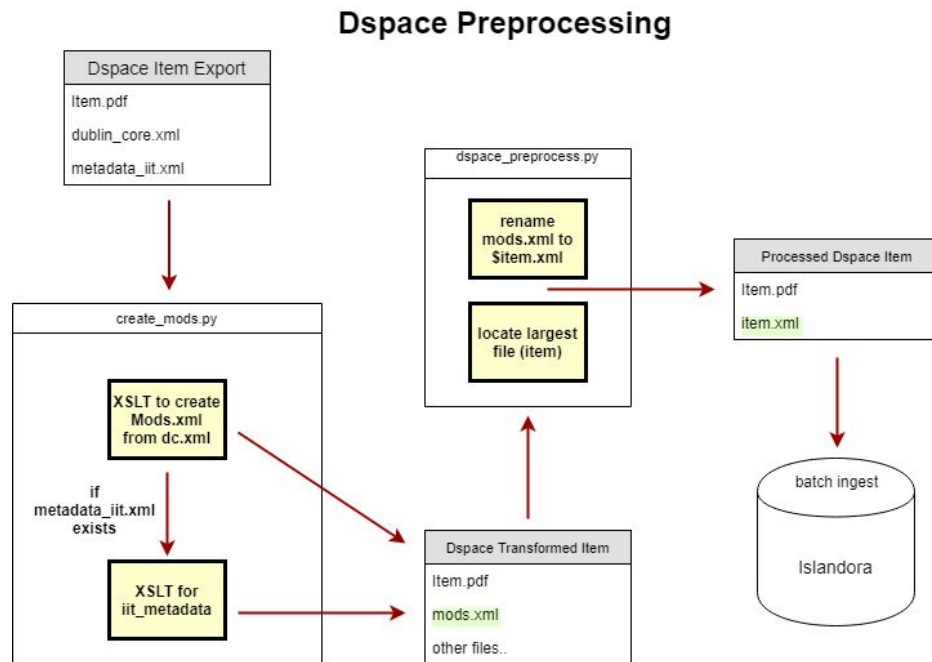 Dspace Preprocessing
Dspace Item Export
Item.pdf
dublin_core.xml
metadata_iit.xml
create_mods.py
XSLT to create
Mods.xml
from dc.xml
if
metadata_iit.xml
exists
XSLT for
iit_metadata
Dspace Transformed Item
Item.pdf
mods.xml
other files..
dspace_preprocess.py
rename
mods.xml to
$item.xml
locate largest
file (item)
Processed Dspace Item
Item.pdf
item.xml
batch ingest
Islandora